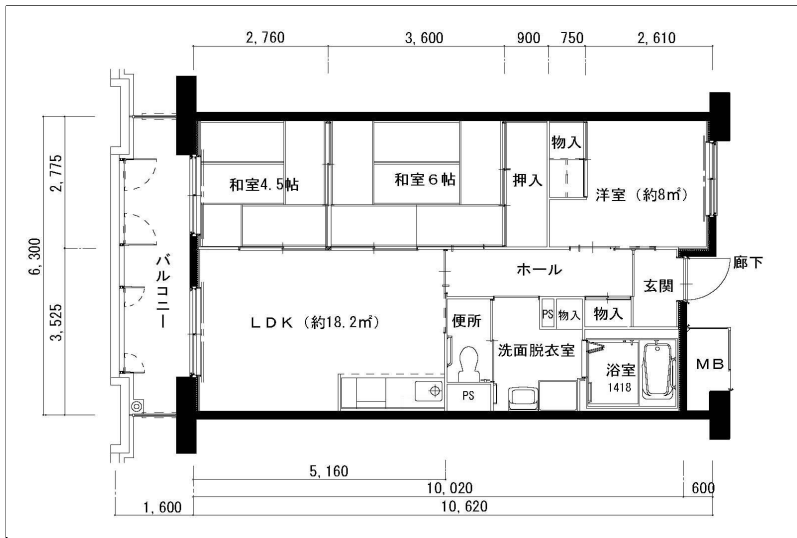 2,760 3,600 900 750 2,610
物入
和室4.5帖 和室6帖 押入 洋室（約8㎡）
2,775
6,300
3,525
バルコニー
ホール 玄関 廊下
LDK（約18.2㎡） 便所 PS 物入 物入
洗面脱衣室 浴室 MB
1418
PS
5,160
10,020 600
1,600 10,620